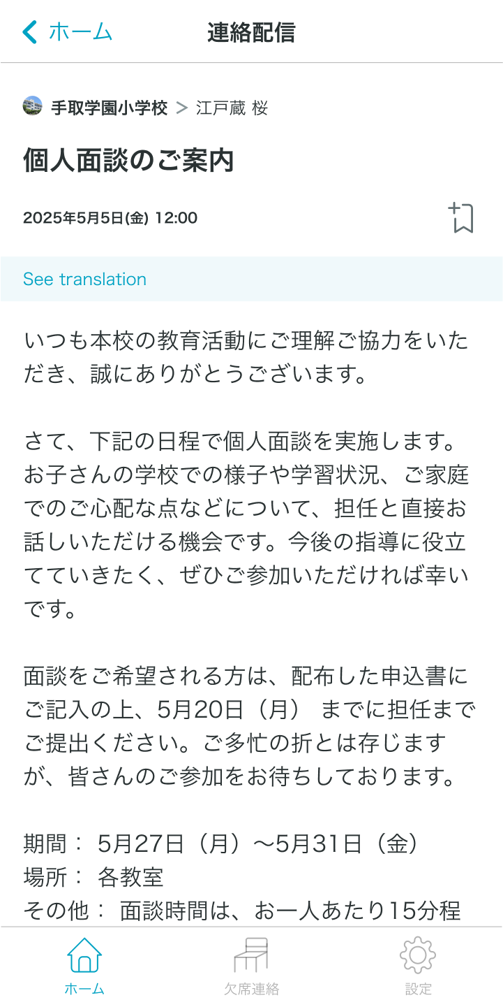 ホーム
連絡配信
手取学園小学校 > 江戸蔵 桜
個人面談のご案内
2025年5月5日(金) 12:00
See translation
いつも本校の教育活動にご理解ご協力をいた
だき、誠にありがとうございます。
さて、下記の日程で個人面談を実施します。
お子さんの学校での様子や学習状況、ご家庭
でのご心配な点などについて、担任と直接お
話しいただける機会です。今後の指導に役立
てていきたく、ぜひご参加いただければ幸い
です。
面談をご希望される方は、配布した申込書に
ご記入の上、5月20日（月） までに担任まで
ご提出ください。ご多忙の折とは存じます
が、皆さんのご参加をお待ちしております。
期間： 5月27日（月）〜5月31日（金）
場所： 各教室
その他： 面談時間は、お一人あたり15分程
ホーム
欠席連絡
設定